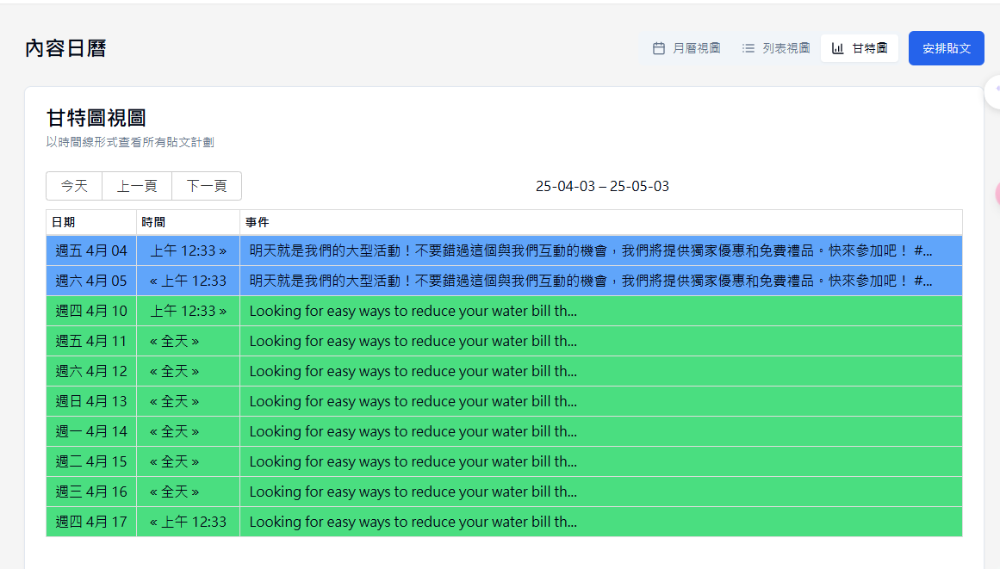 內容日曆
月曆視圖 列表視圖 甘特圖 安排貼文
甘特圖視圖
以時間線形式查看所有貼文計劃
今天 上一頁 下一頁 25-04-03 – 25-05-03
日期 時間 事件
週五 4月 04 上午 12:33 » 明天就是我們的大型活動！不要錯過這個與我們互動的機會，我們將提供獨家優惠和免費禮品。快來參加吧！ #...
週六 4月 05 « 上午 12:33 明天就是我們的大型活動！不要錯過這個與我們互動的機會，我們將提供獨家優惠和免費禮品。快來參加吧！ #...
週四 4月 10 上午 12:33 » Looking for easy ways to reduce your water bill th...
週五 4月 11 « 全天 » Looking for easy ways to reduce your water bill th...
週六 4月 12 « 全天 » Looking for easy ways to reduce your water bill th...
週日 4月 13 « 全天 » Looking for easy ways to reduce your water bill th...
週一 4月 14 « 全天 » Looking for easy ways to reduce your water bill th...
週二 4月 15 « 全天 » Looking for easy ways to reduce your water bill th...
週三 4月 16 « 全天 » Looking for easy ways to reduce your water bill th...
週四 4月 17 « 上午 12:33 Looking for easy ways to reduce your water bill th...